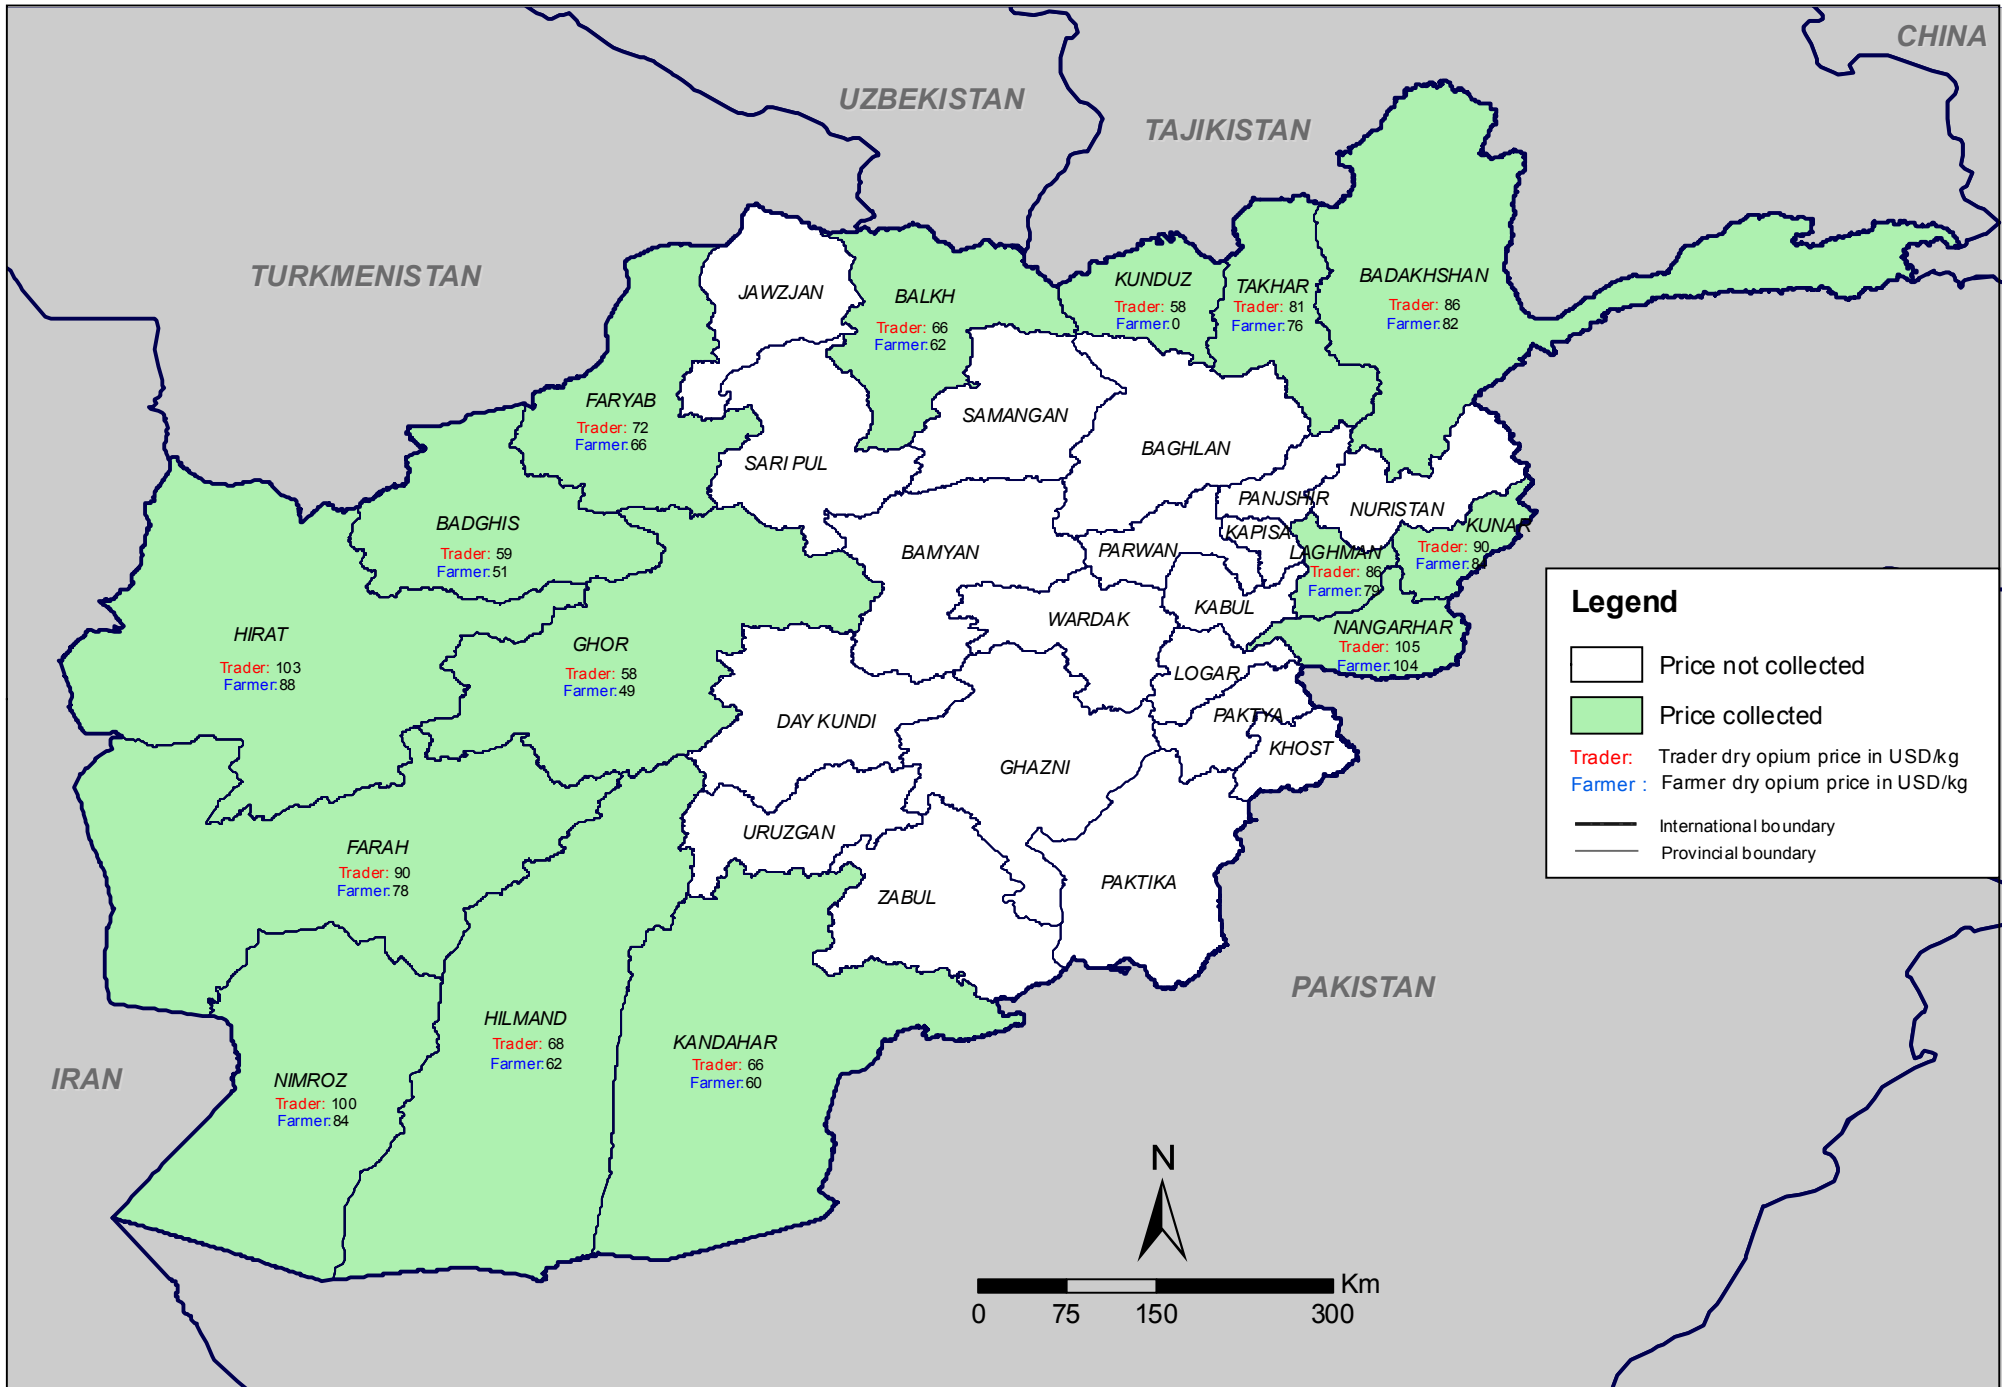 CHINA
UZBEKISTAN
TAJIKISTAN
TURKMENISTAN
JAWZJAN
BALKH
Trader: 66
Farmer:62
KUNDUZ
Trader: 58
Farmer:0
TAKHAR
Trader: 81
Farmer:76
BADAKHSHAN
Trader: 86
Farmer:82
FARYAB
Trader: 72
Farmer:66
SARI PUL
SAMANGAN
BAGHLAN
BADGHIS
Trader: 59
Farmer:51
BAMYAN
PANJSHIR
NURISTAN
KAPISA
PARWAN
LAGHMAN
Trader: 86
Farmer:79
KUNAR
Trader: 90
Farmer:
HIRAT
Trader: 103
Farmer:88
GHOR
Trader: 58
Farmer:49
WARDAK
KABUL
NANGARHAR
Trader: 105
Farmer:104
LOGAR
DAY KUNDI
PAKTYA
KHOST
GHAZNI
URUZGAN
FARAH
Trader: 90
Farmer:78
ZABUL
PAKTIKA
PAKISTAN
HILMAND
Trader: 68
Farmer:62
KANDAHAR
Trader: 66
Farmer:60
IRAN
NIMROZ
Trader: 100
Farmer:84
Legend
Price not collected
Price collected
Trader: Trader dry opium price in USD/kg
Farmer : Farmer dry opium price in USD/kg
International boundary
Provincial boundary
N
Km
0 75 150 300